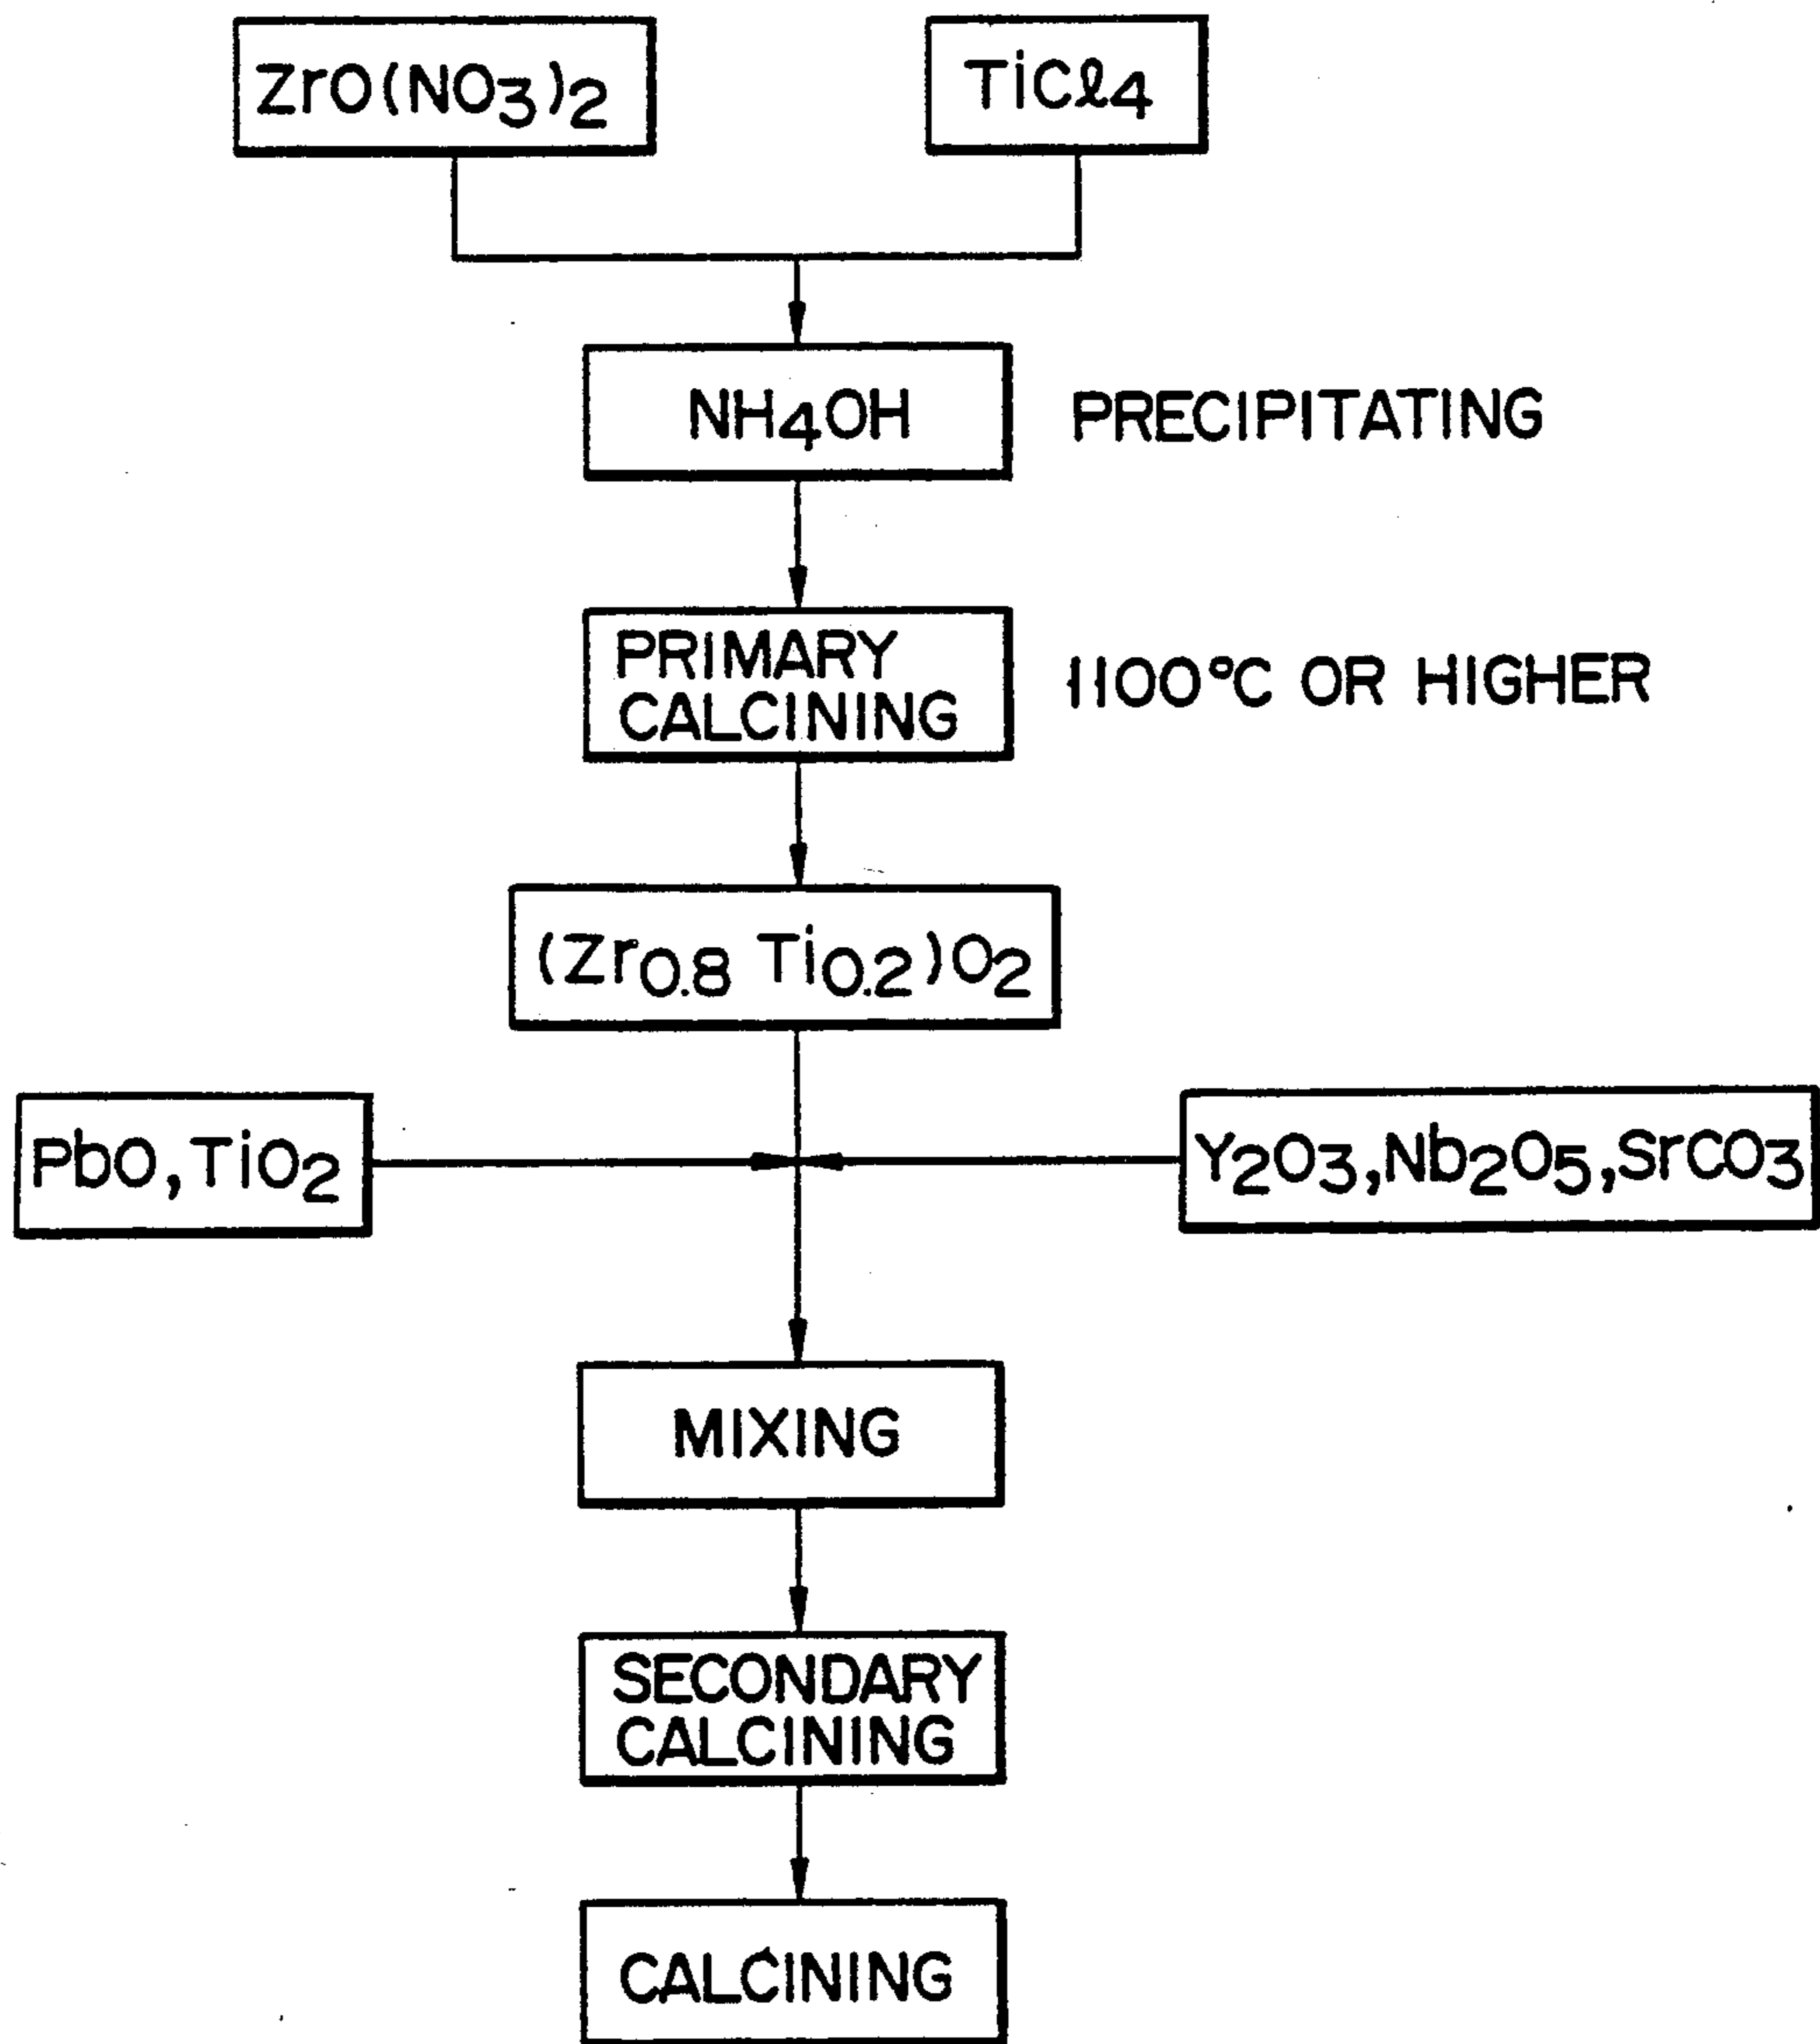 ZrO(NO3)2
TiCl4
NH4OH
PRECIPITATING
PRIMARY
CALCINING
1100°C OR HIGHER
(Zr0.8 Ti0.2)O2
PbO, TiO2
Y2O3, Nb2O5, SrCO3
MIXING
SECONDARY
CALCINING
CALCINING